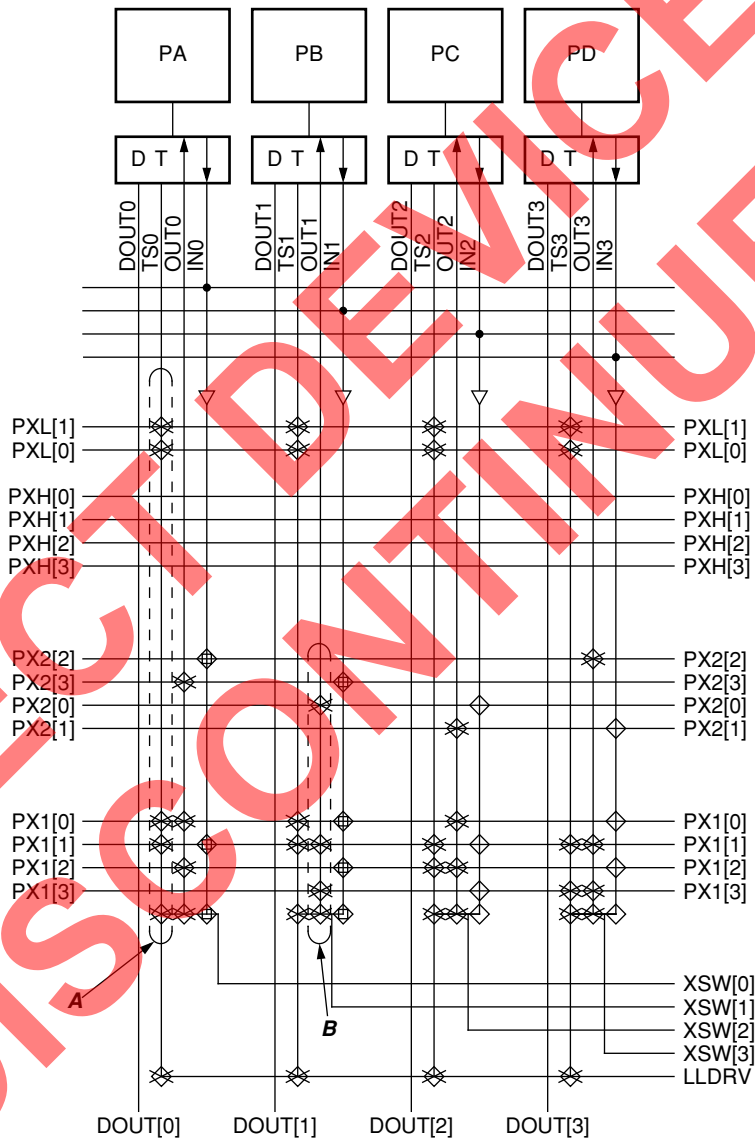 PA PB PC PD
D T D T D T D T
DOUT0 TS0 OUT0 IN0 DOUT1 TS1 OUT1 IN1 DOUT2 TS2 OUT2 IN2 DOUT3 TS3 OUT3 IN3
PXL[1] PXL[1]
PXL[0] PXL[0]
PXH[0] PXH[0]
PXH[1] PXH[1]
PXH[2] PXH[2]
PXH[3] PXH[3]
PX2[2] PX2[2]
PX2[3] PX2[3]
PX2[0] PX2[0]
PX2[1] PX2[1]
PX1[0] PX1[0]
PX1[1] PX1[1]
PX1[2] PX1[2]
PX1[3] PX1[3]
A
B
XSW[0]
XSW[1]
XSW[2]
XSW[3]
LLDRV
DOUT[0] DOUT[1] DOUT[2] DOUT[3]
ECT DEVICE
DISCONTINUE